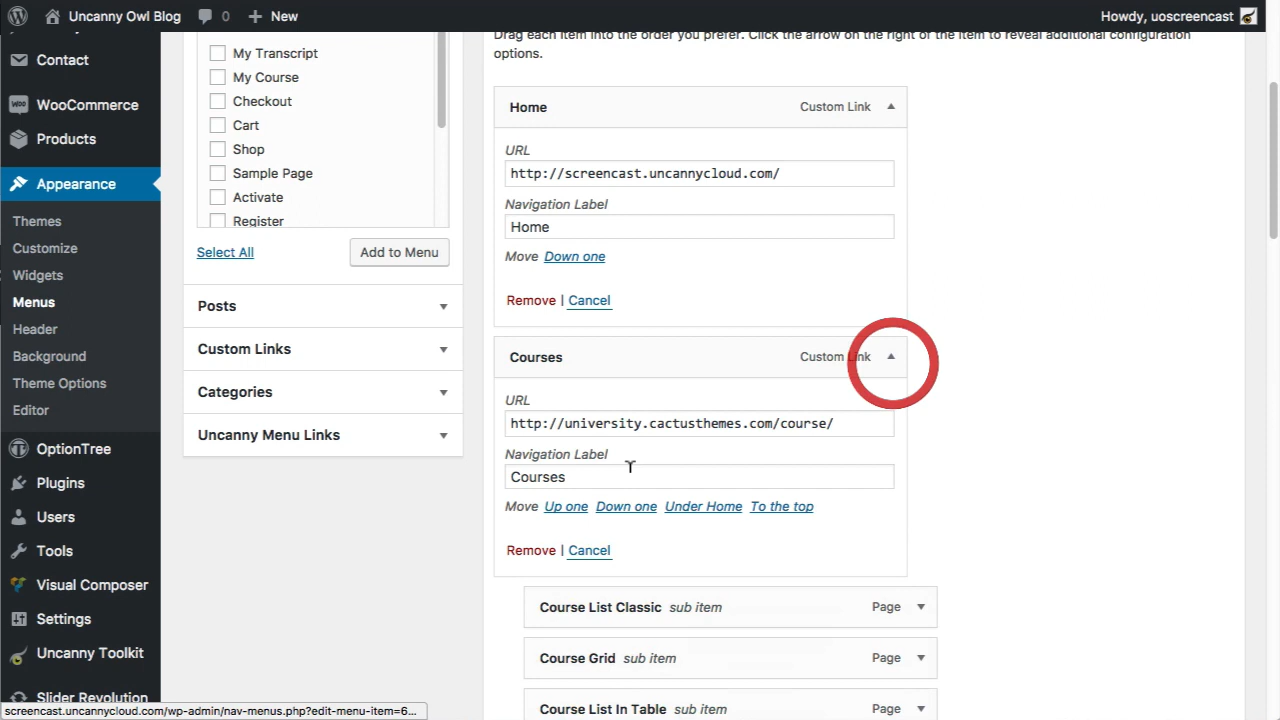 Uncanny Owl Blog 0 New Howdy, uoscreencast
Contact
WooCommerce
Products
Appearance
Themes
Customize
Widgets
Menus
Header
Background
Theme Options
Editor
OptionTree
Plugins
Users
Tools
Visual Composer
Settings
Uncanny Toolkit
Slider Revolution
My Transcript
My Course
Checkout
Cart
Shop
Sample Page
Activate
Register
Select All Add to Menu
Posts
Custom Links
Categories
Uncanny Menu Links
Drag each item into the order you prefer. Click the arrow on the right of the item to reveal additional configuration
options.
Home Custom Link
URL
http://screencast.uncannycloud.com/
Navigation Label
Home
Move Down one
Remove | Cancel
Courses Custom Link
URL
http://university.cactusthemes.com/course/
Navigation Label
Courses
Move Up one Down one Under Home To the top
Remove | Cancel
Course List Classic sub item Page
Course Grid sub item Page
Course List In Table sub item Page
screencast.uncannycloud.com/wp-admin/nav-menus.php?edit-menu-item=6...